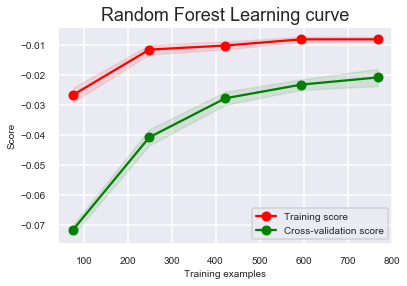 Random Forest Learning curve
−0.01
−0.02
−0.03
−0.04
−0.05
−0.06
−0.07
Score
Training score
Cross-validation score
100 200 300 400 500 600 700 800
Training examples